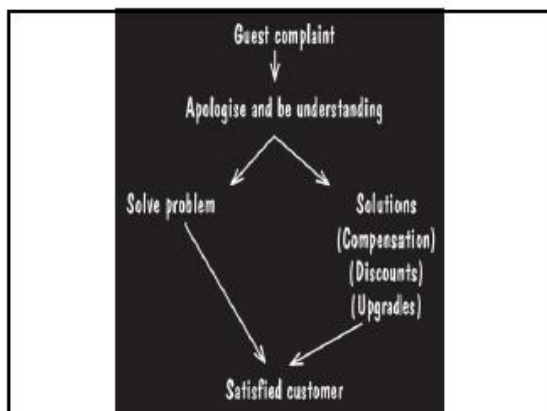 Guest complaint
Apologise and be understanding
Solve problem
Solutions
(Compensation)
(Discounts)
(Upgrades)
Satisfied customer